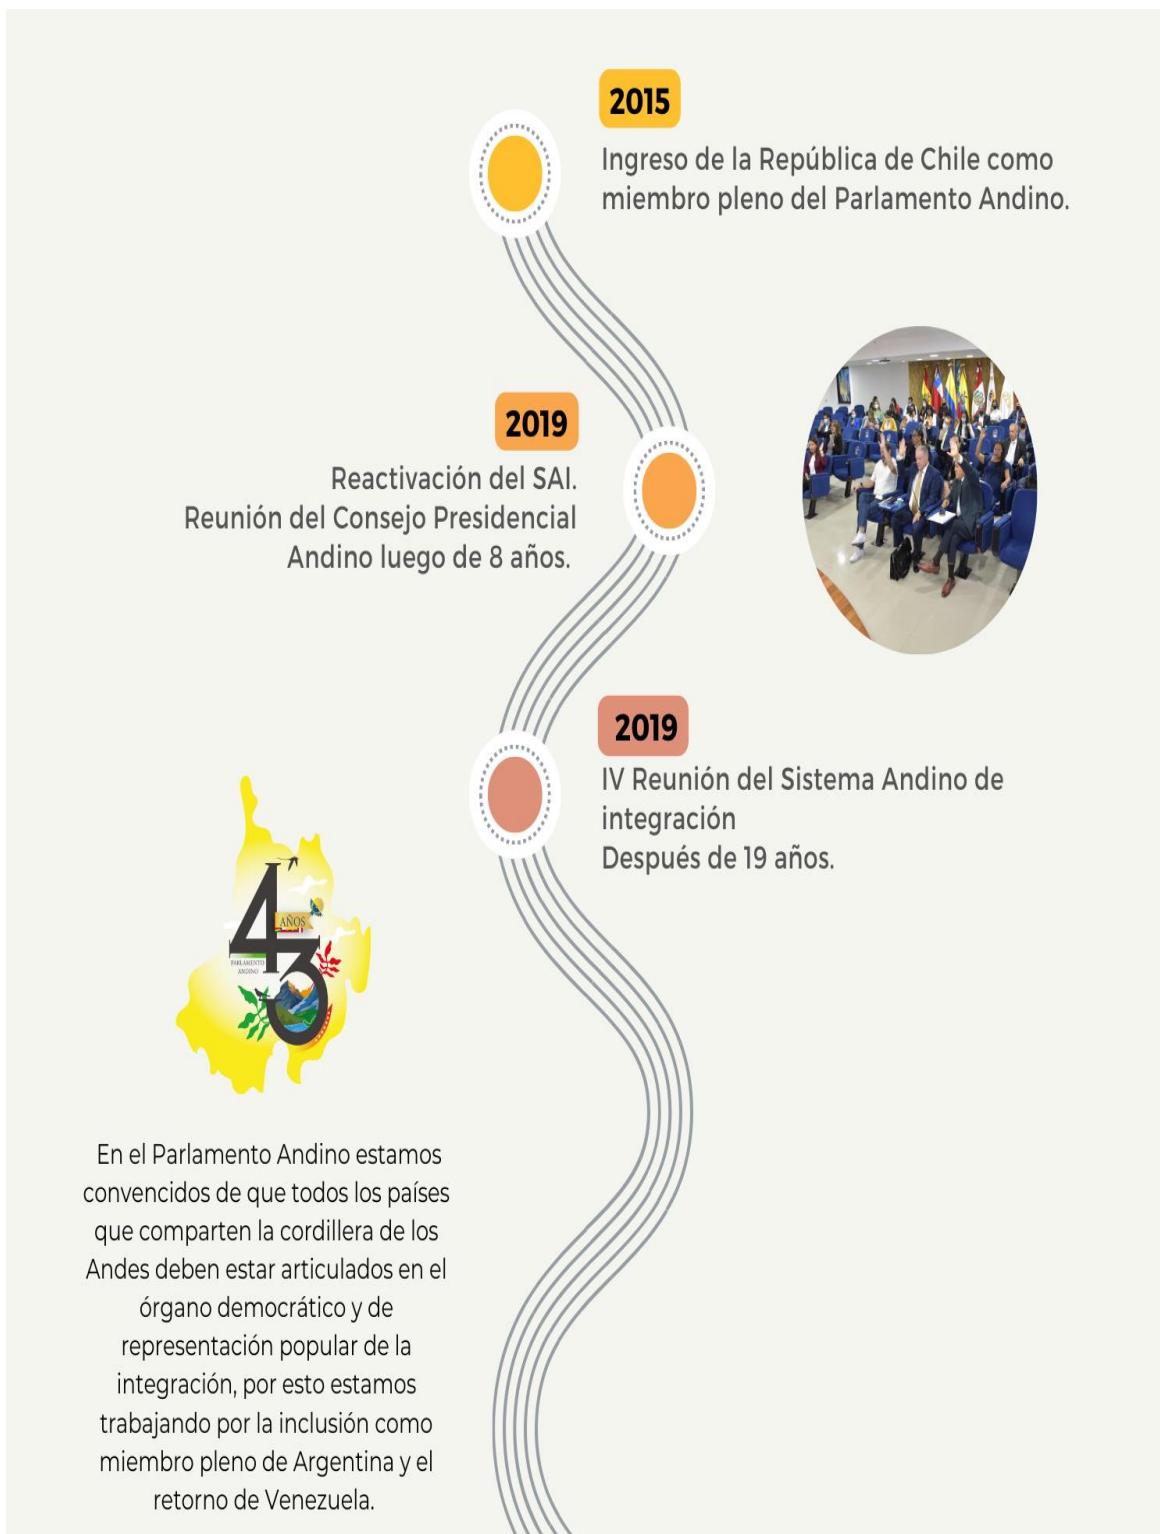 2015
Ingreso de la República de Chile como
miembro pleno del Parlamento Andino.
2019
Reactivación del SAI.
Reunión del Consejo Presidencial
Andino luego de 8 años.
2019
IV Reunión del Sistema Andino de
integración
Después de 19 años.
43
AÑOS
PARLAMENTO
ANDINO
En el Parlamento Andino estamos
convencidos de que todos los países
que comparten la cordillera de los
Andes deben estar articulados en el
órgano democrático y de
representación popular de la
integración, por esto estamos
trabajando por la inclusión como
miembro pleno de Argentina y el
retorno de Venezuela.